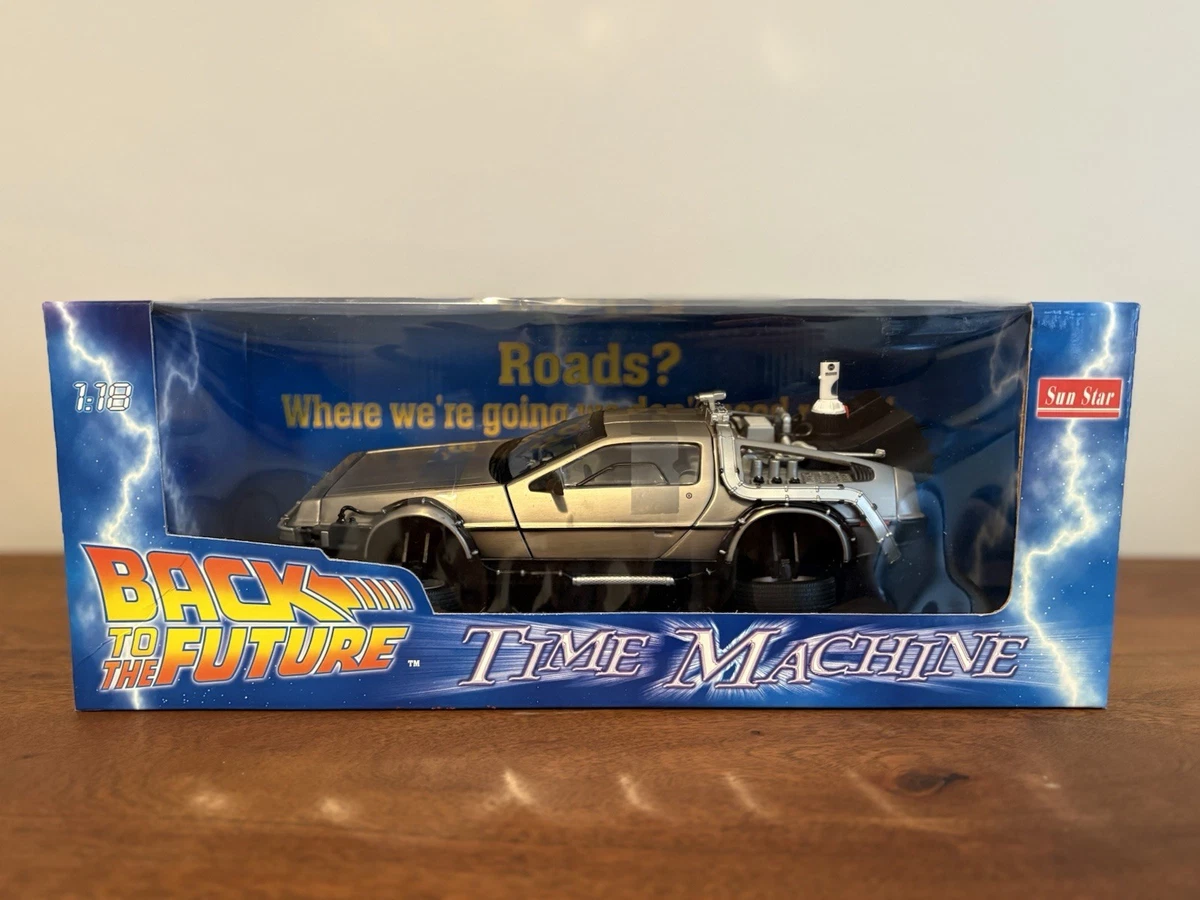 Roads?
Where we're going
1:18
Sun Star
BACK
TO
THE FUTURE
™
TIME MACHINE